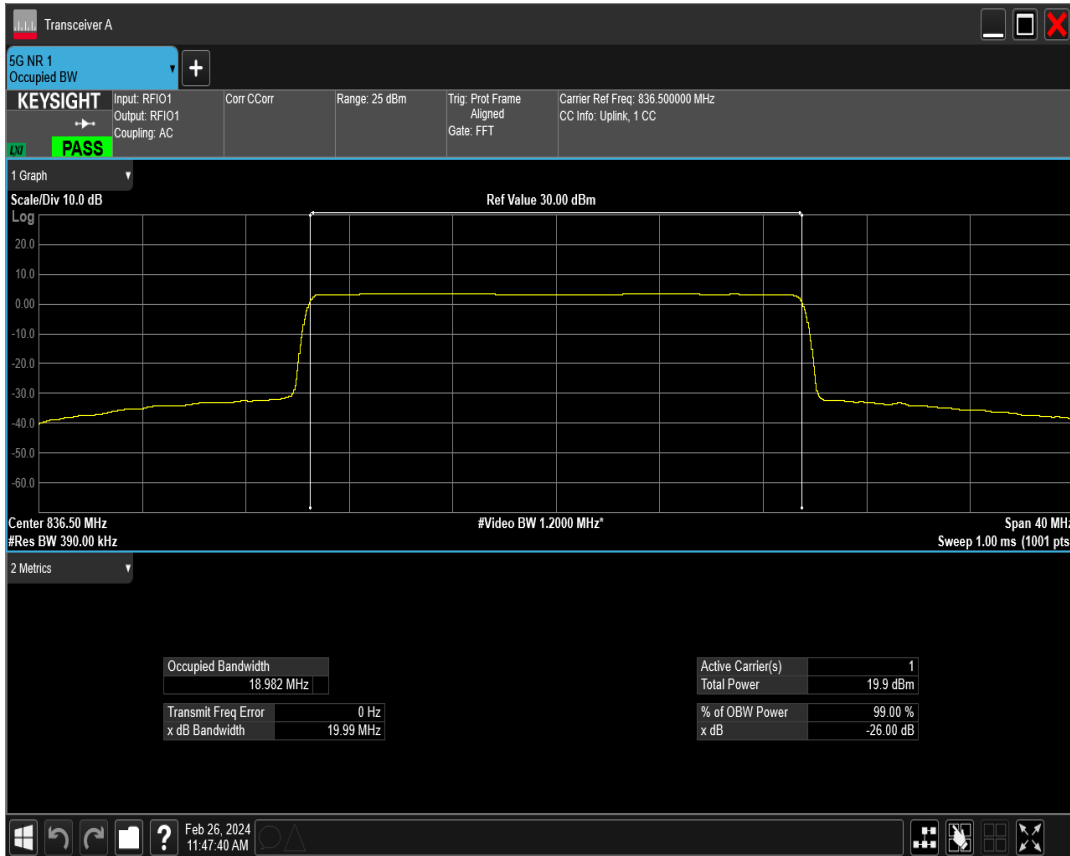 Transceiver A
5G NR 1
Occupied BW
KEYSIGHT
LXI
PASS
Input: RFIO1
Output: RFIO1
Coupling: AC
Corr CCorr
Range: 25 dBm
Trig: Prot Frame
Aligned
Gate: FFT
Carrier Ref Freq: 836.500000 MHz
CC Info: Uplink, 1 CC
1 Graph
Scale/Div 10.0 dB
Ref Value 30.00 dBm
Log
20.0
10.0
0.00
-10.0
-20.0
-30.0
-40.0
-50.0
-60.0
Center 836.50 MHz
#Video BW 1.2000 MHz*
Span 40 MHz
#Res BW 390.00 kHz
Sweep 1.00 ms (1001 pts
2 Metrics
Occupied Bandwidth
18.982 MHz
Transmit Freq Error 0 Hz
x dB Bandwidth 19.99 MHz
Active Carrier(s) 1
Total Power 19.9 dBm
% of OBW Power 99.00 %
x dB -26.00 dB
?
Feb 26, 2024
11:47:40 AM